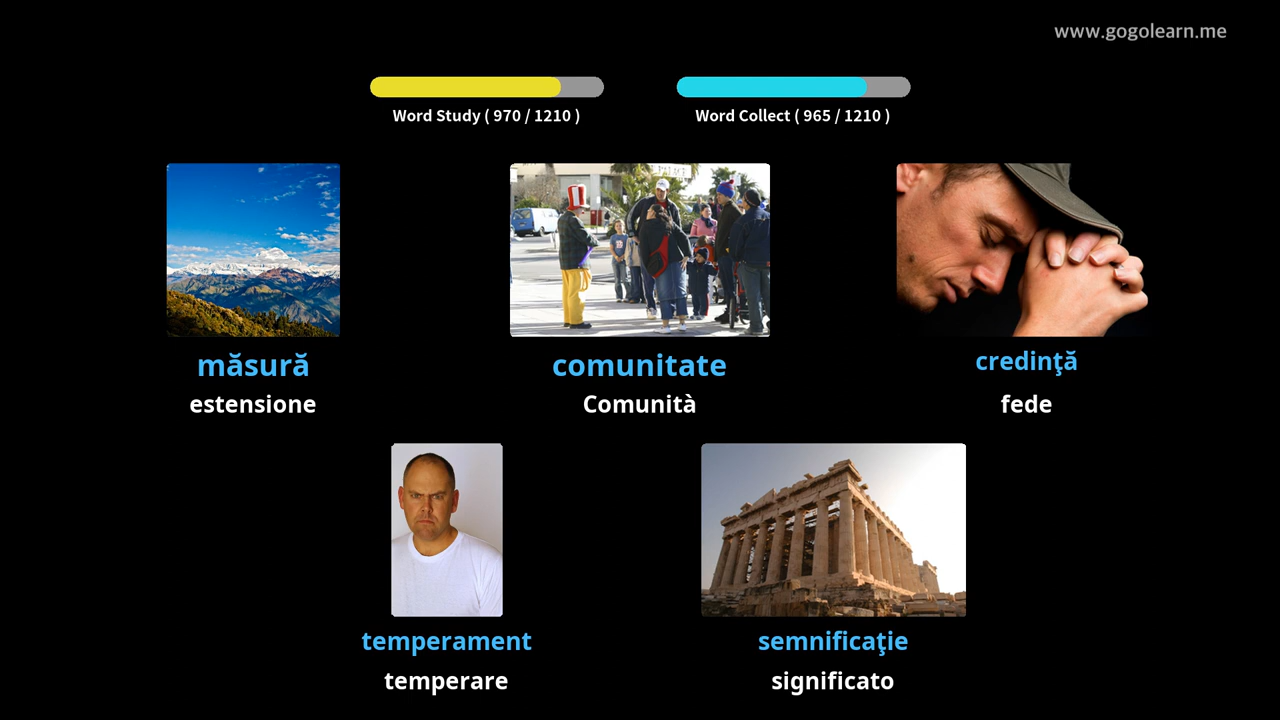 www.gogolearn.me
Word Study ( 970 / 1210 )
Word Collect ( 965 / 1210 )
măsură
estensione
comunitate
Comunità
credinţă
fede
temperament
temperare
semnificaţie
significato